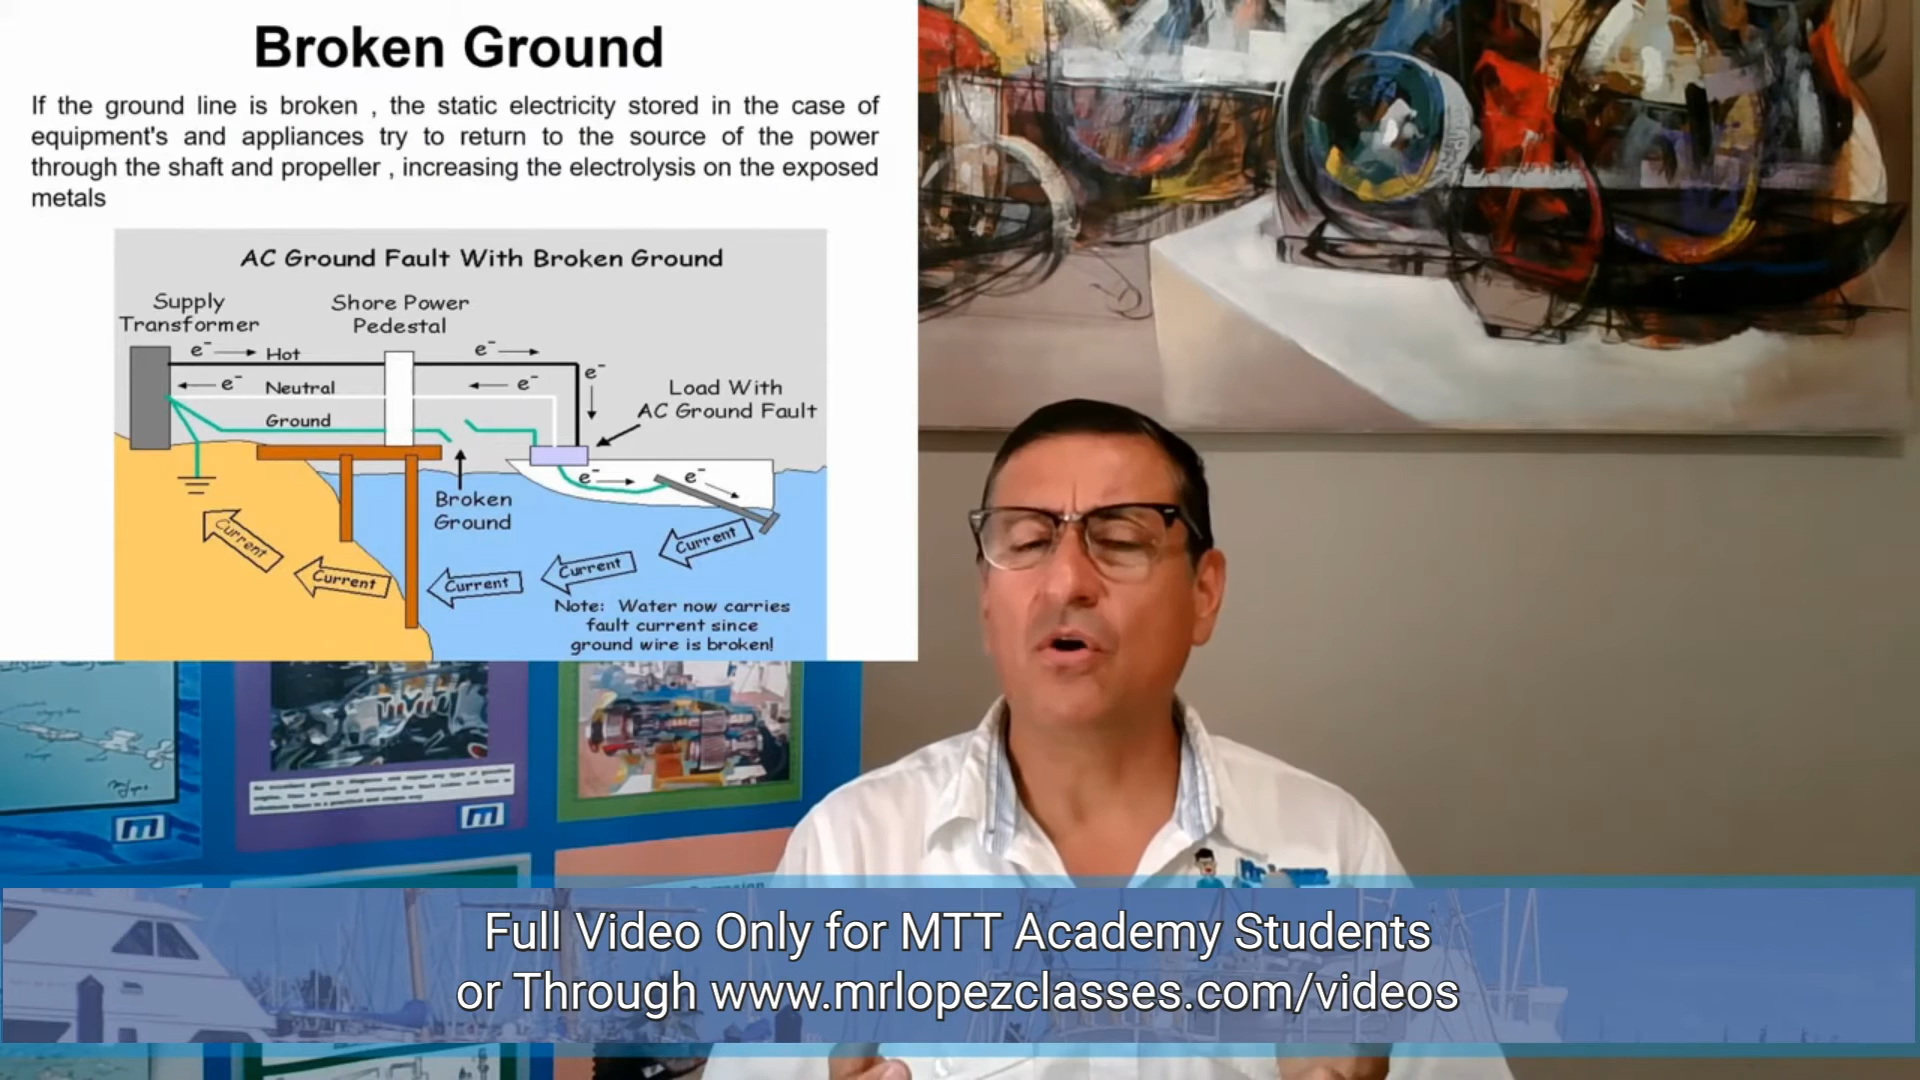 Broken Ground
If the ground line is broken , the static electricity stored in the case of
equipment's and appliances try to return to the source of the power
through the shaft and propeller , increasing the electrolysis on the exposed
metals
AC Ground Fault With Broken Ground
Supply
Transformer
Shore Power
Pedestal
e⁻
Hot
e⁻
e⁻
e⁻
Neutral
e⁻
Load With
AC Ground Fault
Ground
e⁻
e⁻
Broken
Ground
Current
Current
Current
Current
Current
Note: Water now carries
fault current since
ground wire is broken!
Full Video Only for MTT Academy Students
or Through www.mrlopezclasses.com/videos